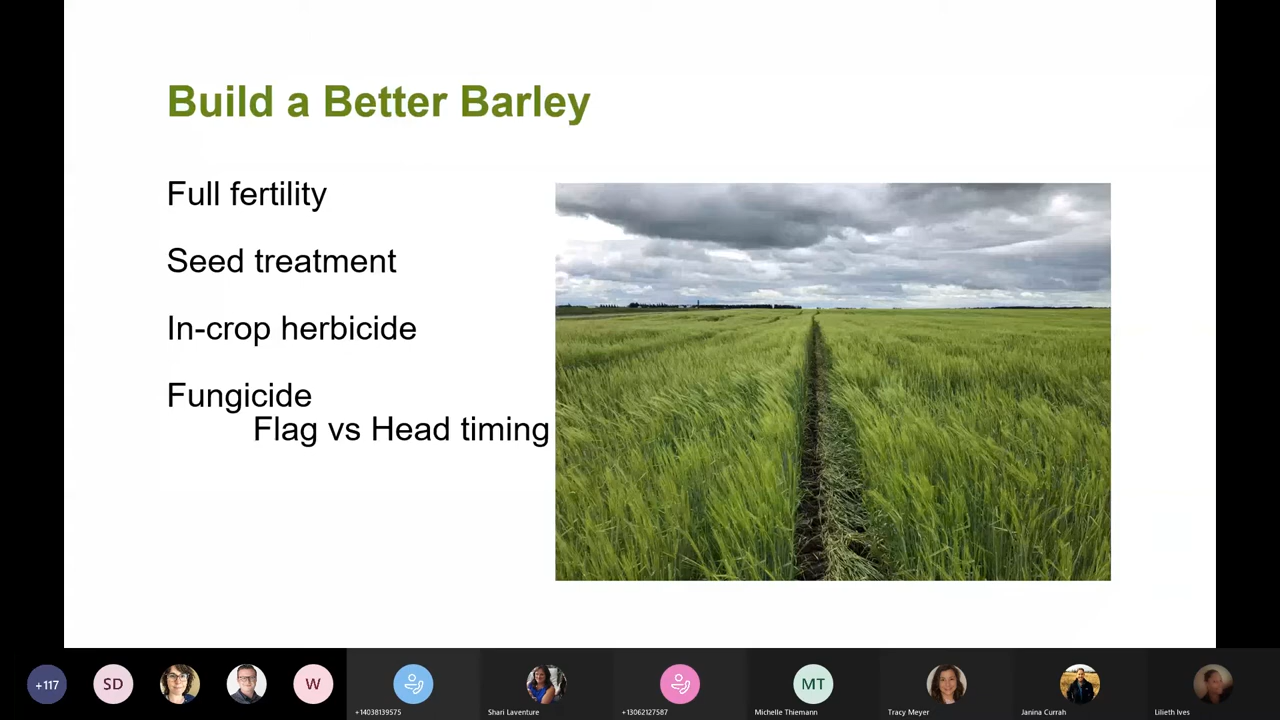 Build a Better Barley
Full fertility
Seed treatment
In-crop herbicide
Fungicide
Flag vs Head timing
+117
SD
W
+14038139575
Shari Laventure
+13062127587
MT
Michelle Thiemann
Tracy Meyer
Janina Currah
Lilieth Ives